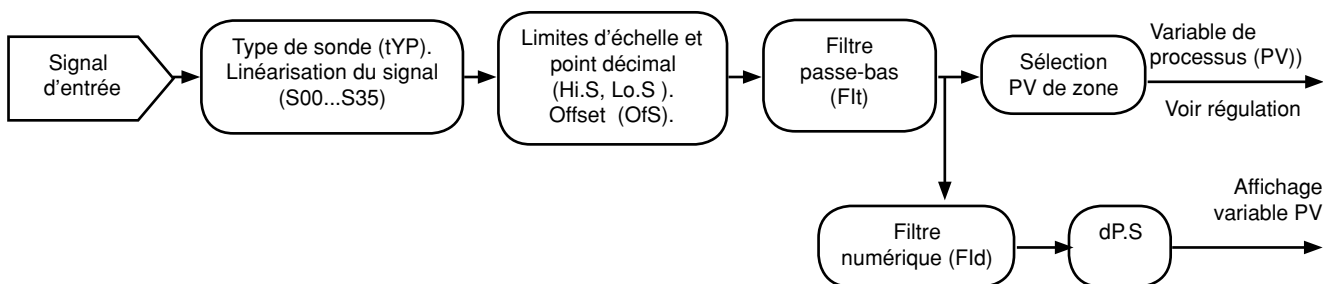 Signal
d'entrée
Type de sonde (tYP).
Linéarisation du signal
(S00...S35)
Limites d'échelle et
point décimal
(Hi.S, Lo.S ).
Offset (OfS).
Filtre
passe-bas
(FIt)
Sélection
PV de zone
Variable de
processus (PV))
Voir régulation
Filtre
numérique (FId)
dP.S
Affichage
variable PV